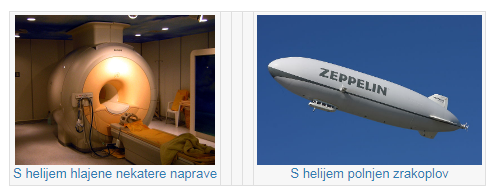 ZEPPELIN
S helijem hlajene nekatere naprave
S helijem polnjen zrakoplov